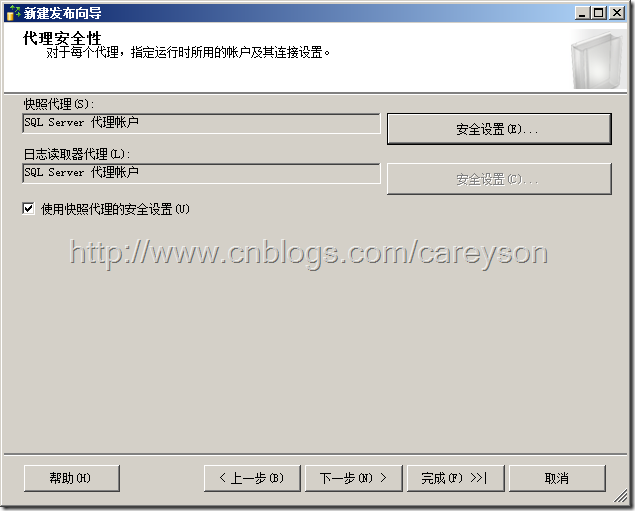 新建发布向导
代理安全性
对于每个代理，指定运行时所用的帐户及其连接设置。
快照代理(S):
SQL Server 代理帐户
安全设置(E)...
日志读取器代理(L):
SQL Server 代理帐户
安全设置(C)...
使用快照代理的安全设置(U)
http://www.cnblogs.com/careyson
帮助(H)
< 上一步(B)
下一步(N) >
完成(F) >>|
取消